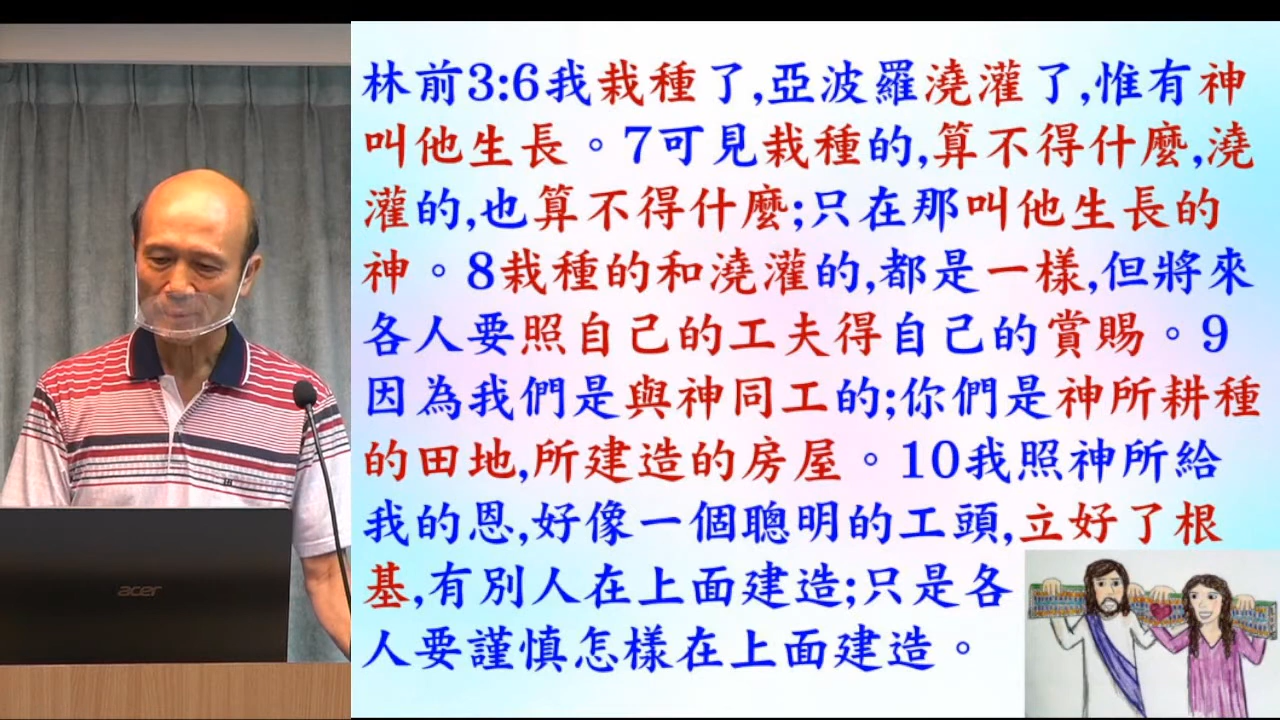 林前3:6我栽種了,亞波羅澆灌了,惟有神
叫他生長。7可見栽種的,算不得什麼,澆
灌的,也算不得什麼;只在那叫他生長的
神。8栽種的和澆灌的,都是一樣,但將來
各人要照自己的工夫得自己的賞賜。9
因為我們是與神同工的;你們是神所耕種
的田地,所建造的房屋。10我照神所給
我的恩,好像一個聰明的工頭,立好了根
基,有別人在上面建造;只是各
人要謹慎怎樣在上面建造。
acer